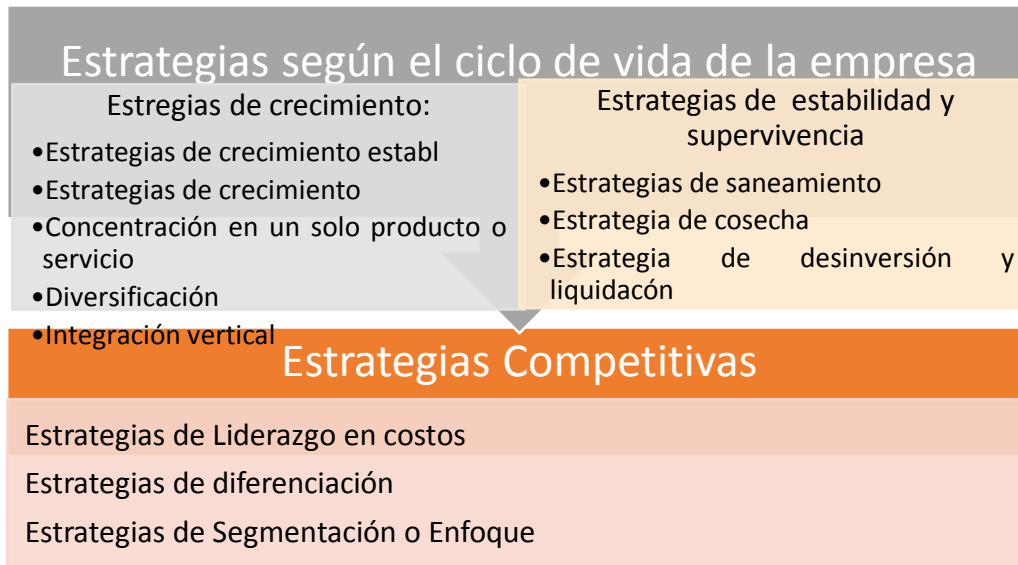 Estrategias según el ciclo de vida de la empresa
Estregias de crecimiento:
•Estrategias de crecimiento establ
•Estrategias de crecimiento
•Concentración en un solo producto o
servicio
•Diversificación
•Integración vertical
Estrategias de estabilidad y
supervivencia
•Estrategias de saneamiento
•Estrategia de cosecha
•Estrategia de desinversión y
liquidacón
Estrategias Competitivas
Estrategias de Liderazgo en costos
Estrategias de diferenciación
Estrategias de Segmentación o Enfoque